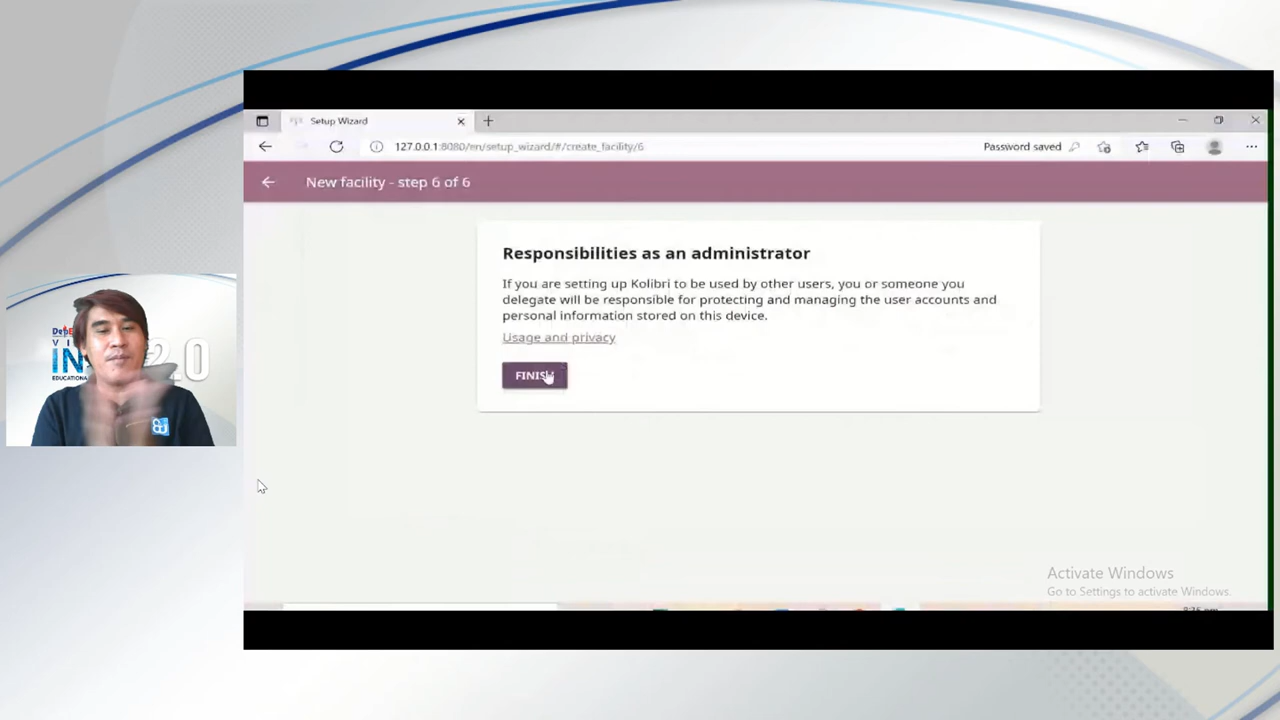 Setup Wizard
127.0.0.1:8080/en/setup_wizard/#/create_facility/6
Password saved
New facility - step 6 of 6
Responsibilities as an administrator
If you are setting up Kolibri to be used by other users, you or someone you
delegate will be responsible for protecting and managing the user accounts and
personal information stored on this device.
Usage and privacy
FINISH
2.0
EDUCATIONAL
Activate Windows
Go to Settings to activate Windows.